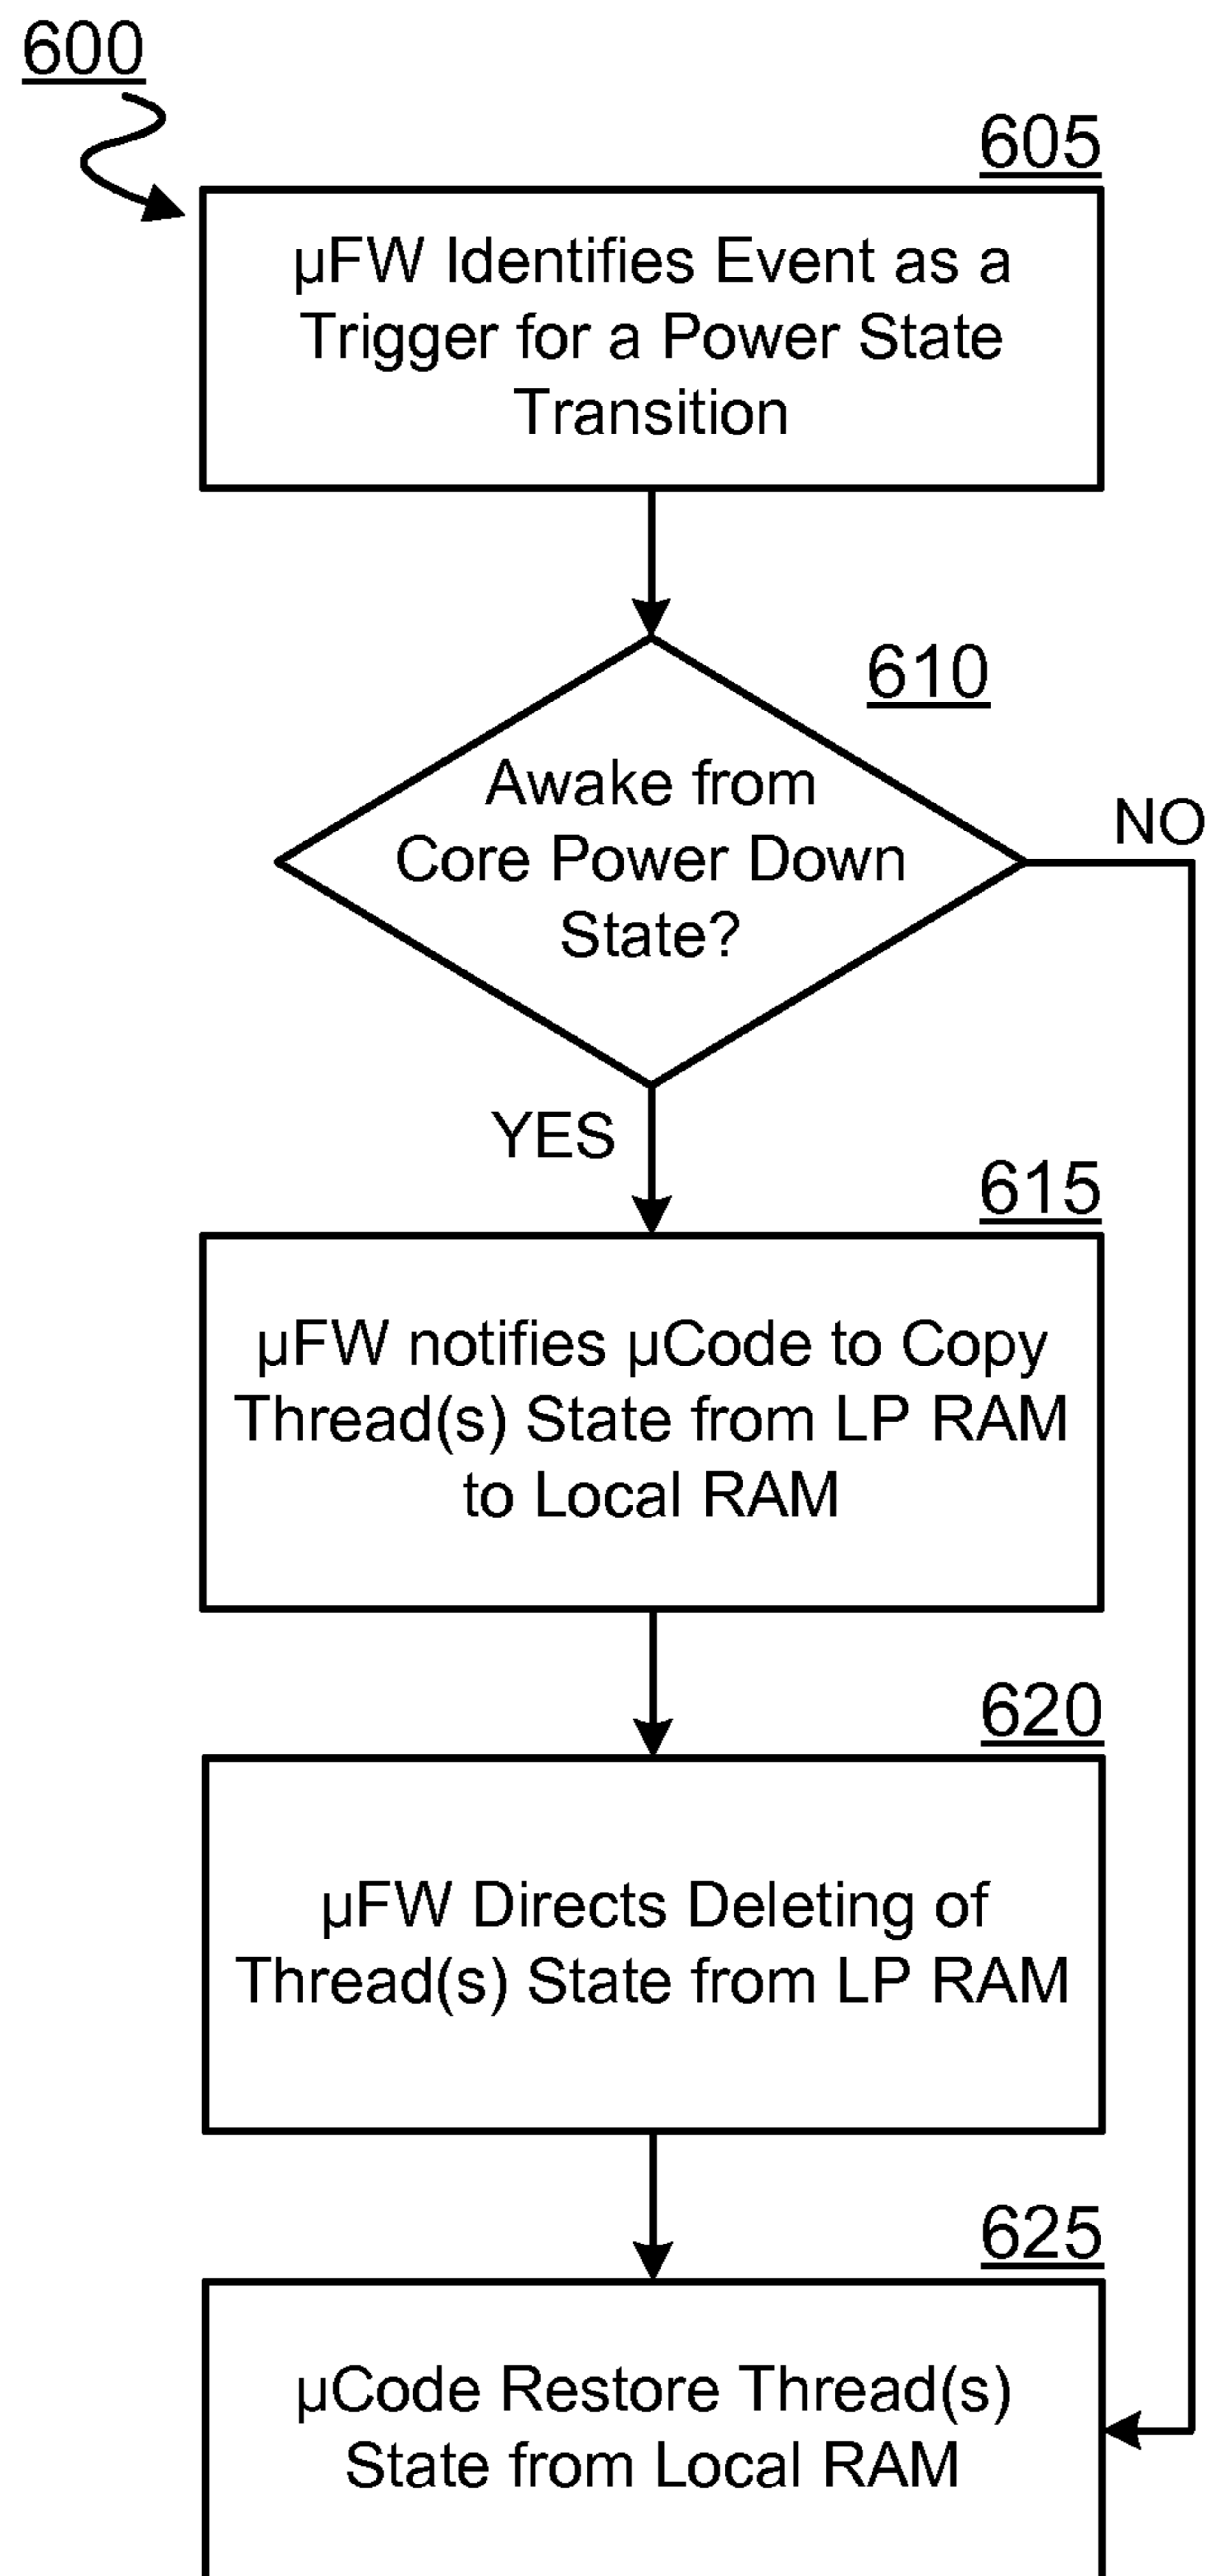 600
605
µFW Identifies Event as a
Trigger for a Power State
Transition
610
Awake from
Core Power Down
State?
NO
YES
615
µFW notifies µCode to Copy
Thread(s) State from LP RAM
to Local RAM
620
µFW Directs Deleting of
Thread(s) State from LP RAM
625
µCode Restore Thread(s)
State from Local RAM